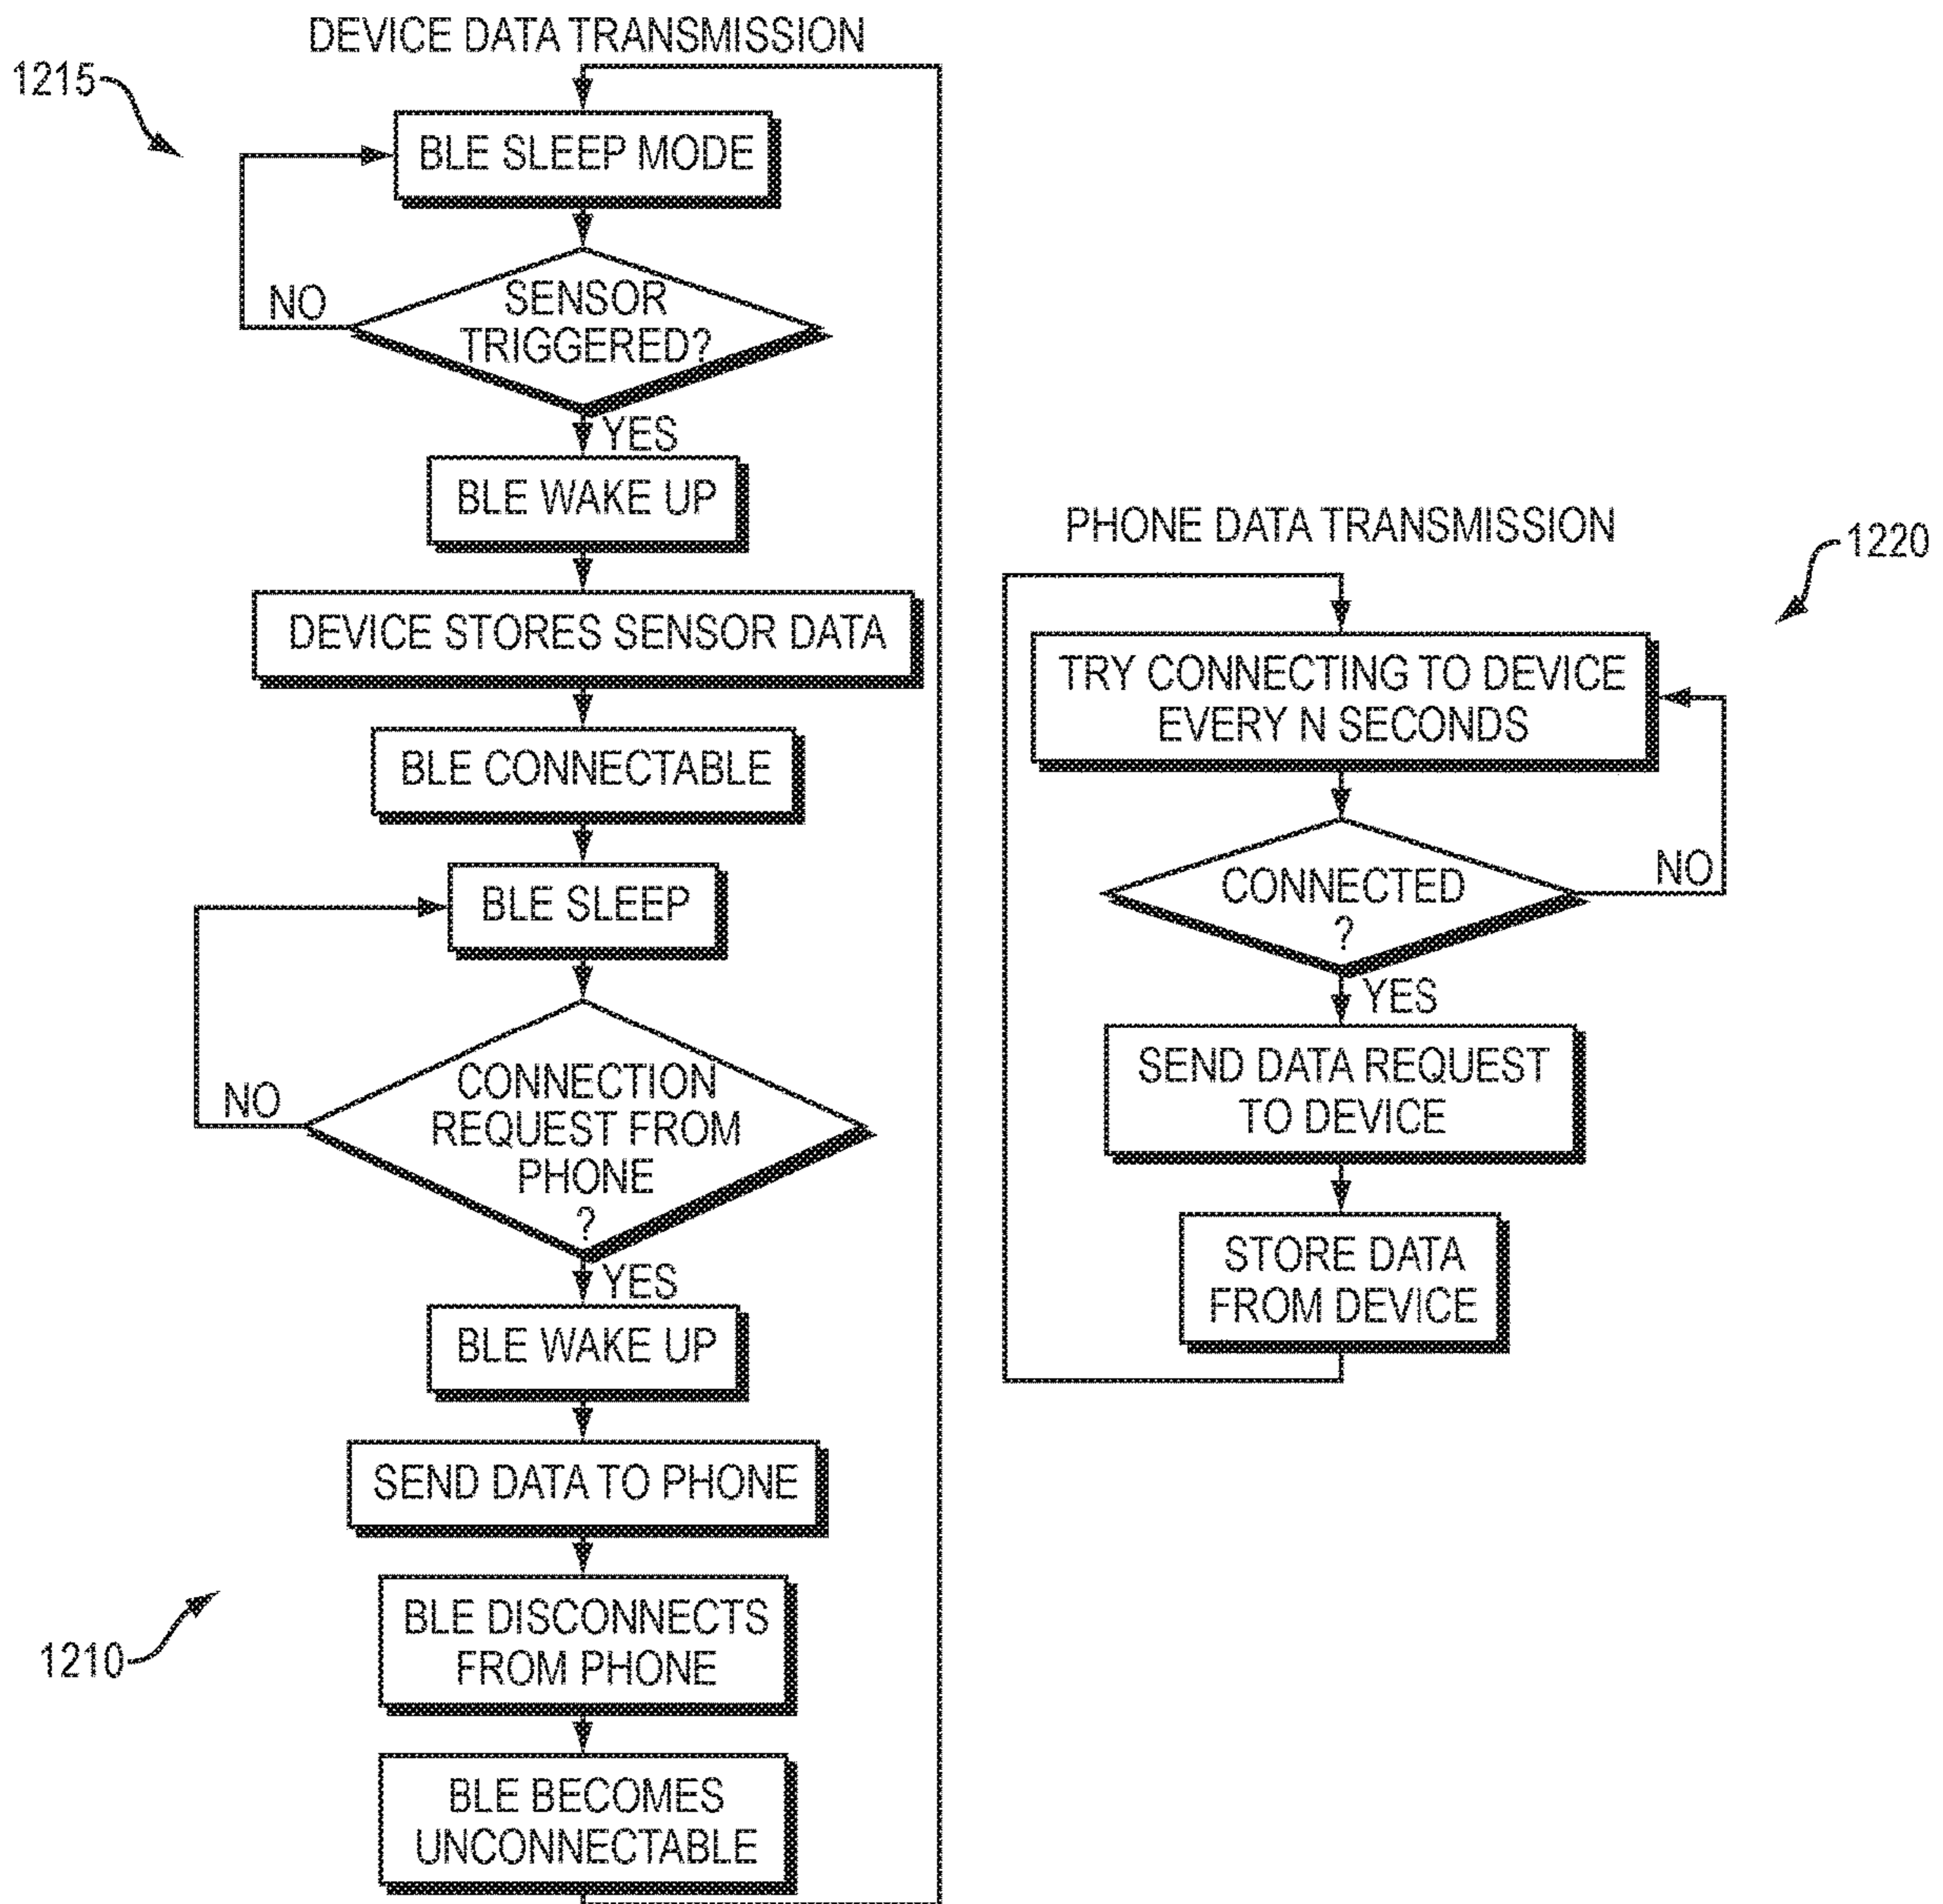 DEVICE DATA TRANSMISSION
1215
BLE SLEEP MODE
SENSOR
TRIGGERED?
NO
YES
BLE WAKE UP
DEVICE STORES SENSOR DATA
BLE CONNECTABLE
BLE SLEEP
CONNECTION
REQUEST FROM
PHONE
?
NO
YES
BLE WAKE UP
SEND DATA TO PHONE
BLE DISCONNECTS
FROM PHONE
1210
BLE BECOMES
UNCONNECTABLE
PHONE DATA TRANSMISSION
1220
TRY CONNECTING TO DEVICE
EVERY N SECONDS
CONNECTED
?
NO
YES
SEND DATA REQUEST
TO DEVICE
STORE DATA
FROM DEVICE